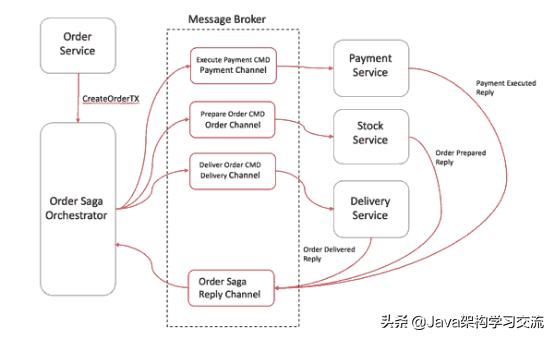 Message Broker
Order
Service
CreateOrderTX
Order Saga
Orchestrator
Execute Payment CMD
Payment Channel
Prepare Order CMD
Order Channel
Deliver Order CMD
Delivery Channel
Order Saga
Reply Channel
Payment
Service
Stock
Service
Delivery
Service
Payment Executed
Reply
Order Prepared
Reply
Order Delivered
Reply
头条 @Java架构学习交流